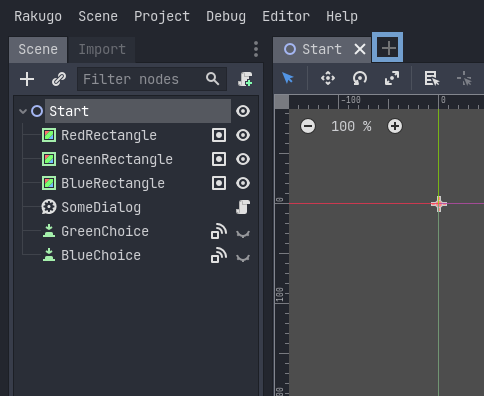 Rakugo Scene Project Debug Editor Help
Scene Import
Start
Filter nodes
Start
RedRectangle
GreenRectangle
BlueRectangle
SomeDialog
GreenChoice
BlueChoice
-100 0
100 %
0
100